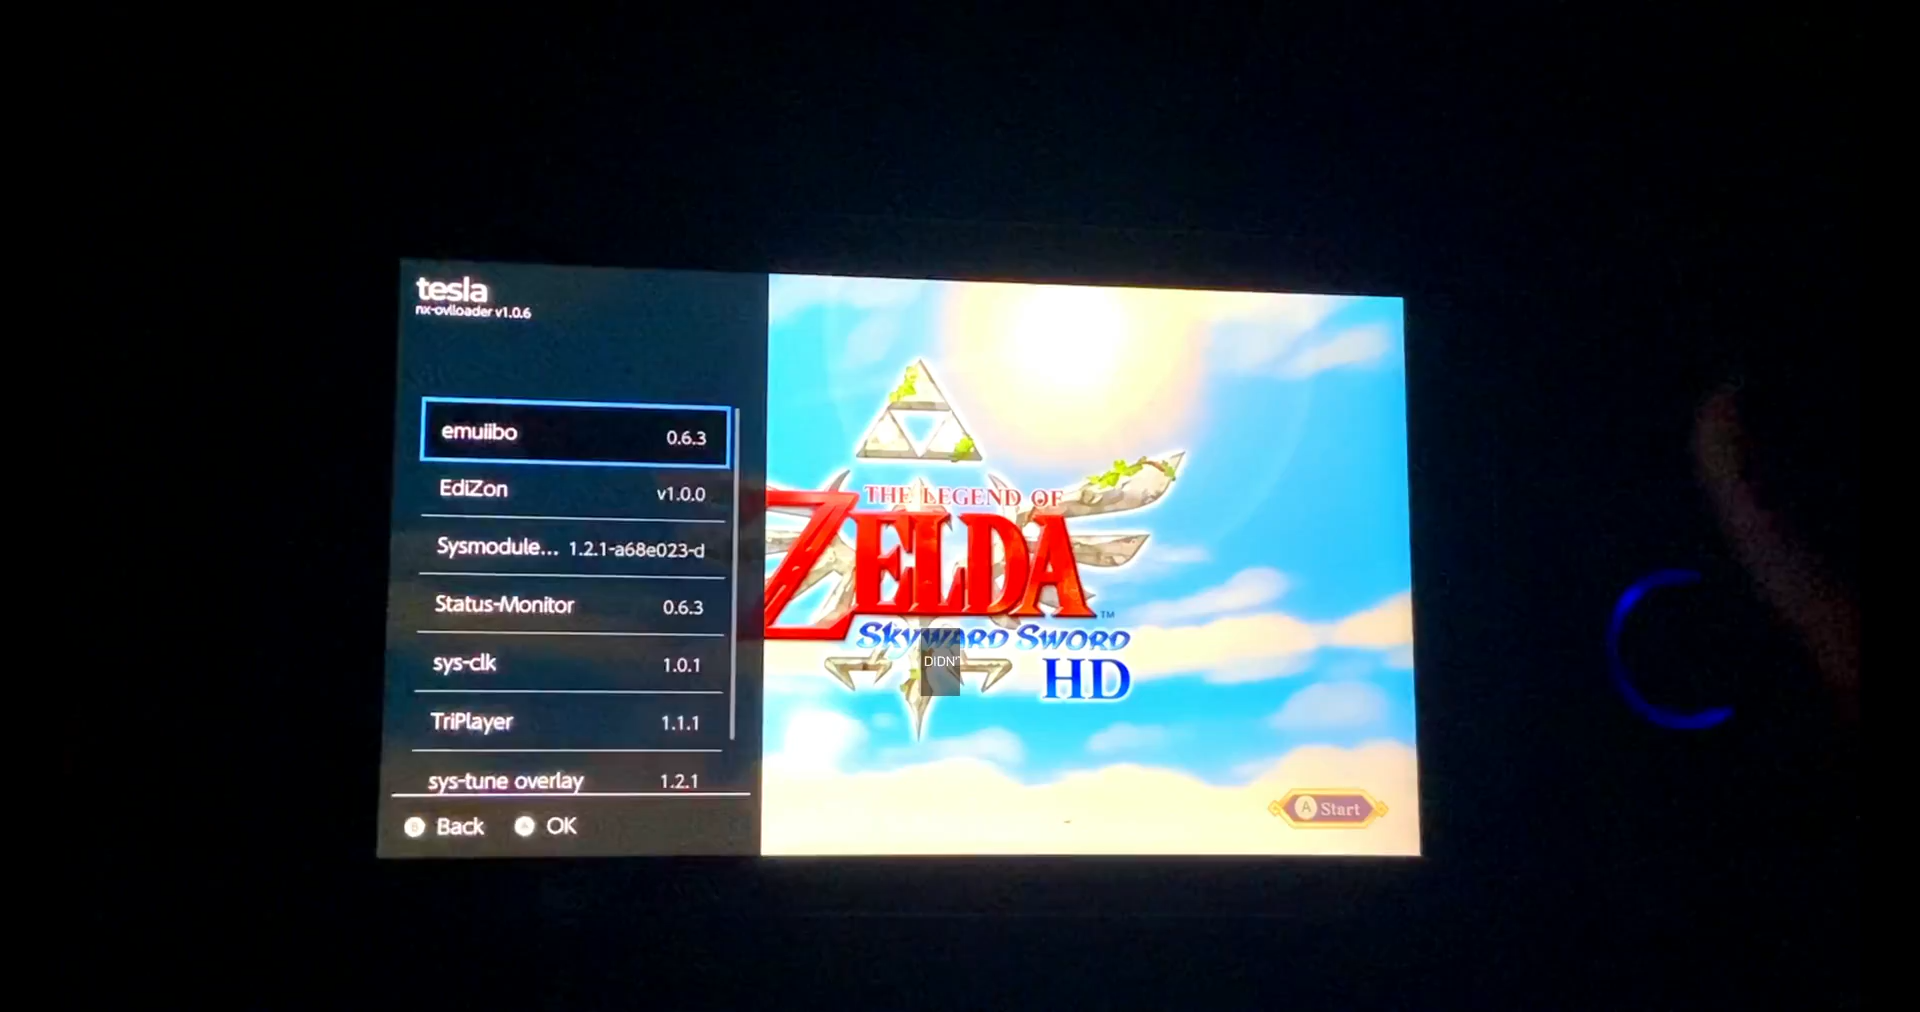 tesla
nx-ovlloader v1.0.6
emuiibo 0.6.3
EdiZon v1.0.0
Sysmodule... 1.2.1-a68e023-d
Status-Monitor 0.6.3
sys-clk 1.0.1
TriPlayer 1.1.1
sys-tune overlay 1.2.1
B Back A OK
THE LEGEND OF
ZELDA™
SKYWARD SWORD
HD
DIDN'T
A Start